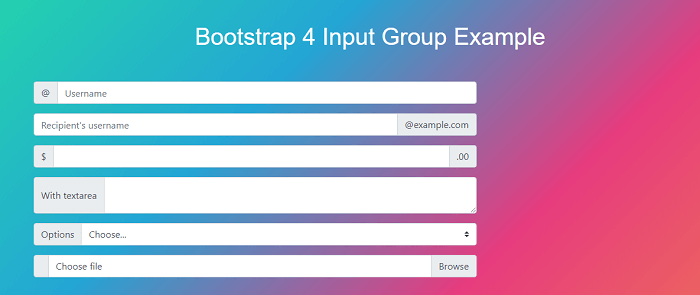 Bootstrap 4 Input Group Example
@ Username
Recipient's username @example.com
$ .00
With textarea
Options Choose...
Choose file Browse